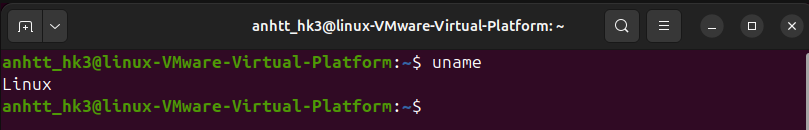 anhtt_hk3@linux-VMware-Virtual-Platform: ~
anhtt_hk3@linux-VMware-Virtual-Platform:~$ uname
Linux
anhtt_hk3@linux-VMware-Virtual-Platform:~$